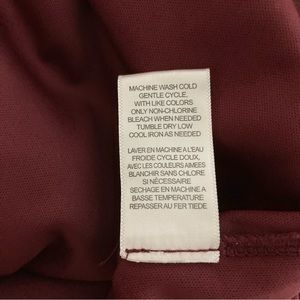 MACHINE WASH COLD
GENTLE CYCLE,
WITH LIKE COLORS
ONLY NON-CHLORINE
BLEACH WHEN NEEDED
TUMBLE DRY LOW
COOL IRON AS NEEDED
LAVER EN MACHINE A L'EAU
FROIDE CYCLE DOUX,
AVEC LES COULEURS AIMEES
BLANCHIR SANS CHLORE
SI NÉCESSAIRE
SECHAGE EN MACHINE A
BASSE TEMPERATURE
REPASSER AU FER TIEDE